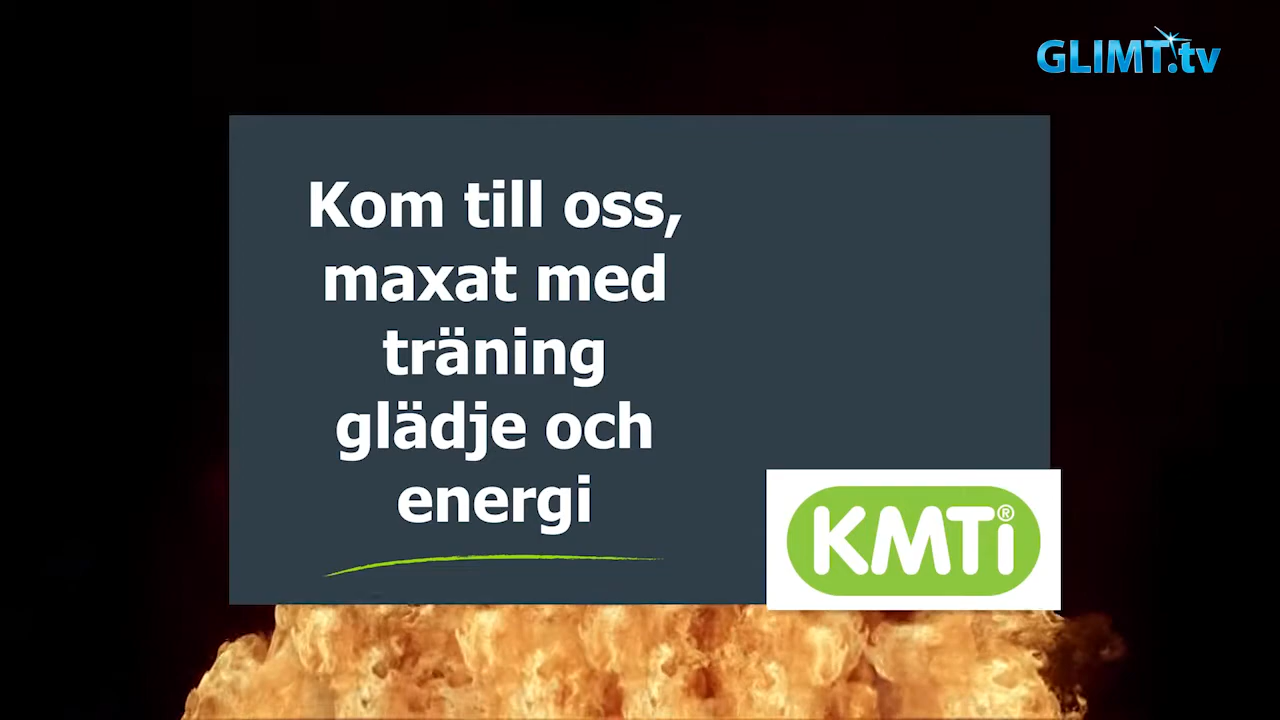 GLIMT.tv
Kom till oss,
maxat med
träning
glädje och
energi
KMTi®